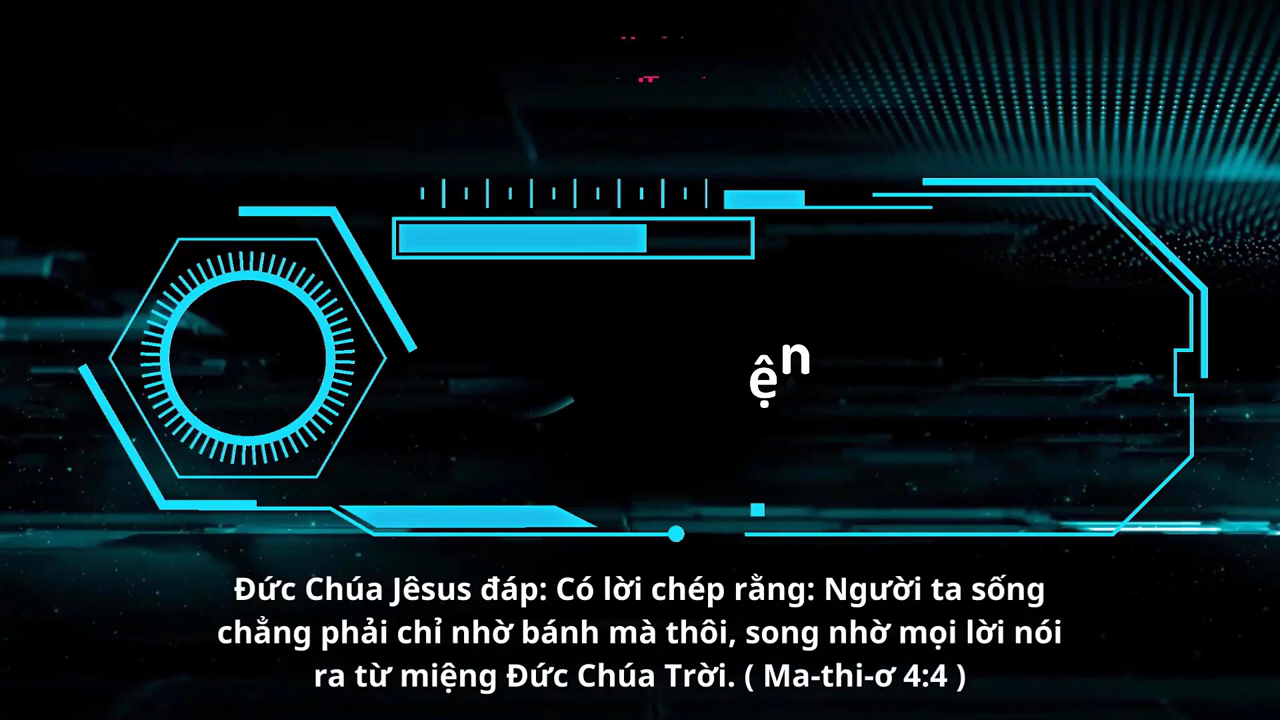 ện
Đức Chúa Jêsus đáp: Có lời chép rằng: Người ta sống
chẳng phải chỉ nhờ bánh mà thôi, song nhờ mọi lời nói
ra từ miệng Đức Chúa Trời. ( Ma-thi-ơ 4:4 )